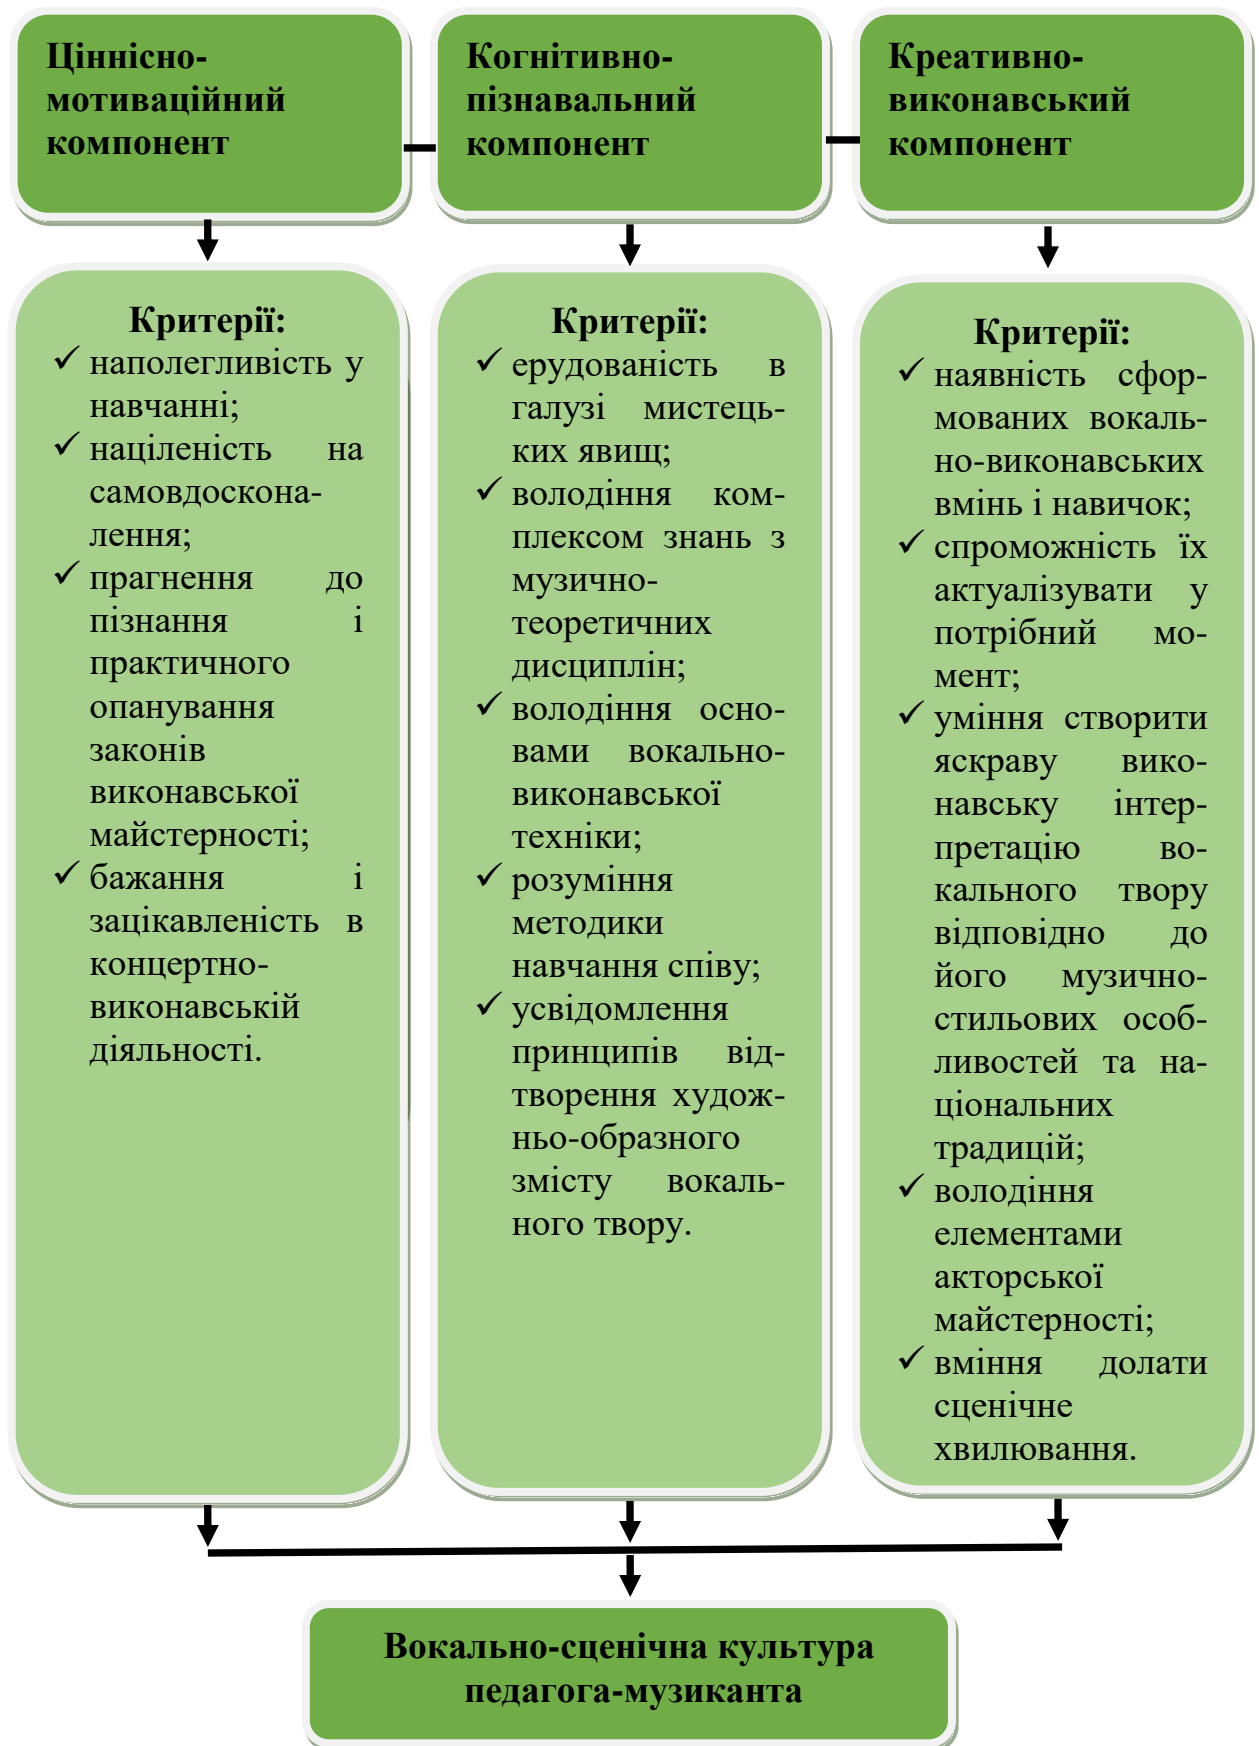 Ціннісно-
мотиваційний
компонент
Когнітивно-
пізнавальний
компонент
Креативно-
виконавський
компонент
Критерії:
✓ наполегливість у
навчанні;
✓ націленість на
самовдоскона-
лення;
✓ прагнення до
пізнання і
практичного
опанування
законів
виконавської
майстерності;
✓ бажання і
зацікавленість в
концертно-
виконавській
діяльності.
Критерії:
✓ ерудованість в
галузі мистець-
ких явищ;
✓ володіння ком-
плексом знань з
музично-
теоретичних
дисциплін;
✓ володіння осно-
вами вокально-
виконавської
техніки;
✓ розуміння
методики
навчання співу;
✓ усвідомлення
принципів від-
творення худож-
ньо-образного
змісту вокаль-
ного твору.
Критерії:
✓ наявність сфор-
мованих вокаль-
но-виконавських
вмінь і навичок;
✓ спроможність їх
актуалізувати у
потрібний мо-
мент;
✓ уміння створити
яскраву вико-
навську інтер-
претацію во-
кального твору
відповідно до
його музично-
стильових особ-
ливостей та на-
ціональних
традицій;
✓ володіння
елементами
акторської
майстерності;
✓ вміння долати
сценічне
хвилювання.
Вокально-сценічна культура
педагога-музиканта